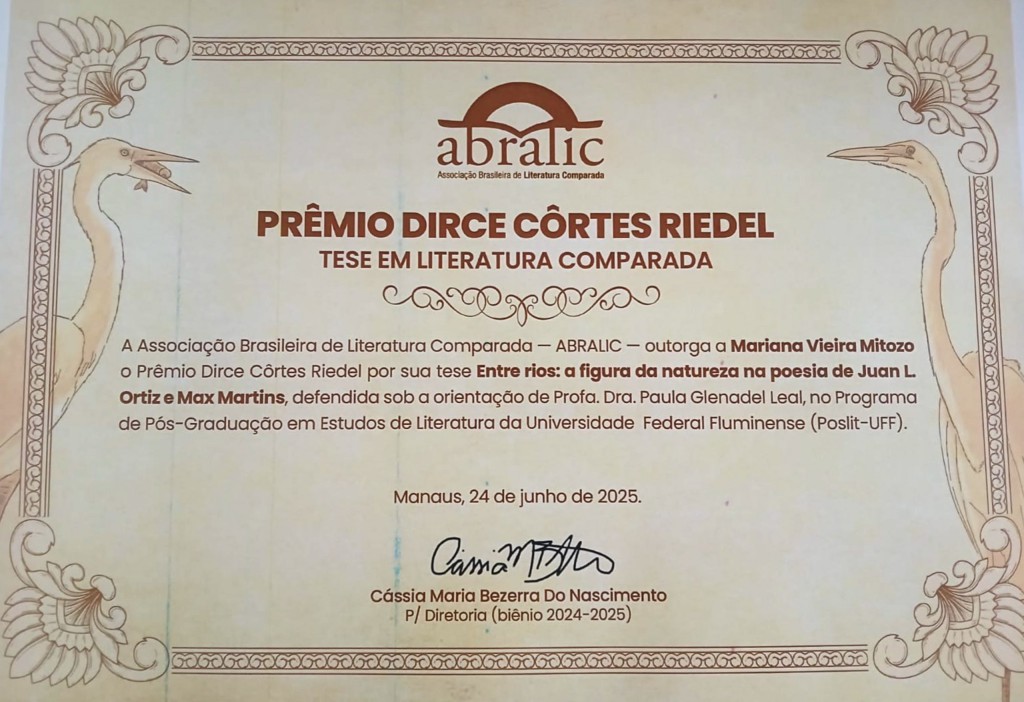 abralic
Associação Brasileira de Literatura Comparada
PRÊMIO DIRCE CÔRTES RIEDEL
TESE EM LITERATURA COMPARADA
A Associação Brasileira de Literatura Comparada — ABRALIC — outorga a Mariana Vieira Mitozo
o Prêmio Dirce Côrtes Riedel por sua tese Entre rios: a figura da natureza na poesia de Juan L.
Ortiz e Max Martins, defendida sob a orientação de Profa. Dra. Paula Glenadel Leal, no Programa
de Pós-Graduação em Estudos de Literatura da Universidade Federal Fluminense (Poslit-UFF).
Manaus, 24 de junho de 2025.
Cássia Maria Bezerra Do Nascimento
P/ Diretoria (biênio 2024-2025)